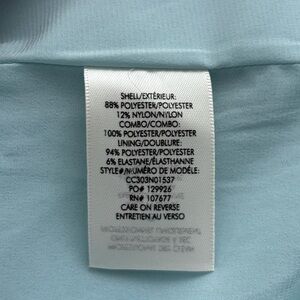 SHELL/EXTÉRIEUR:
88% POLYESTER/POLYESTER
12% NYLON/NYLON
COMBO/COMBO:
100% POLYESTER/POLYESTER
LINING/DOUBLURE:
94% POLYESTER/POLYESTER
6% ELASTANE/ÉLASTHANNE
STYLE#/NUMÉRO DE MODÈLE:
CC303N01537
PO# 129926
RN# 107677
CARE ON REVERSE
ENTRETIEN AU VERSO